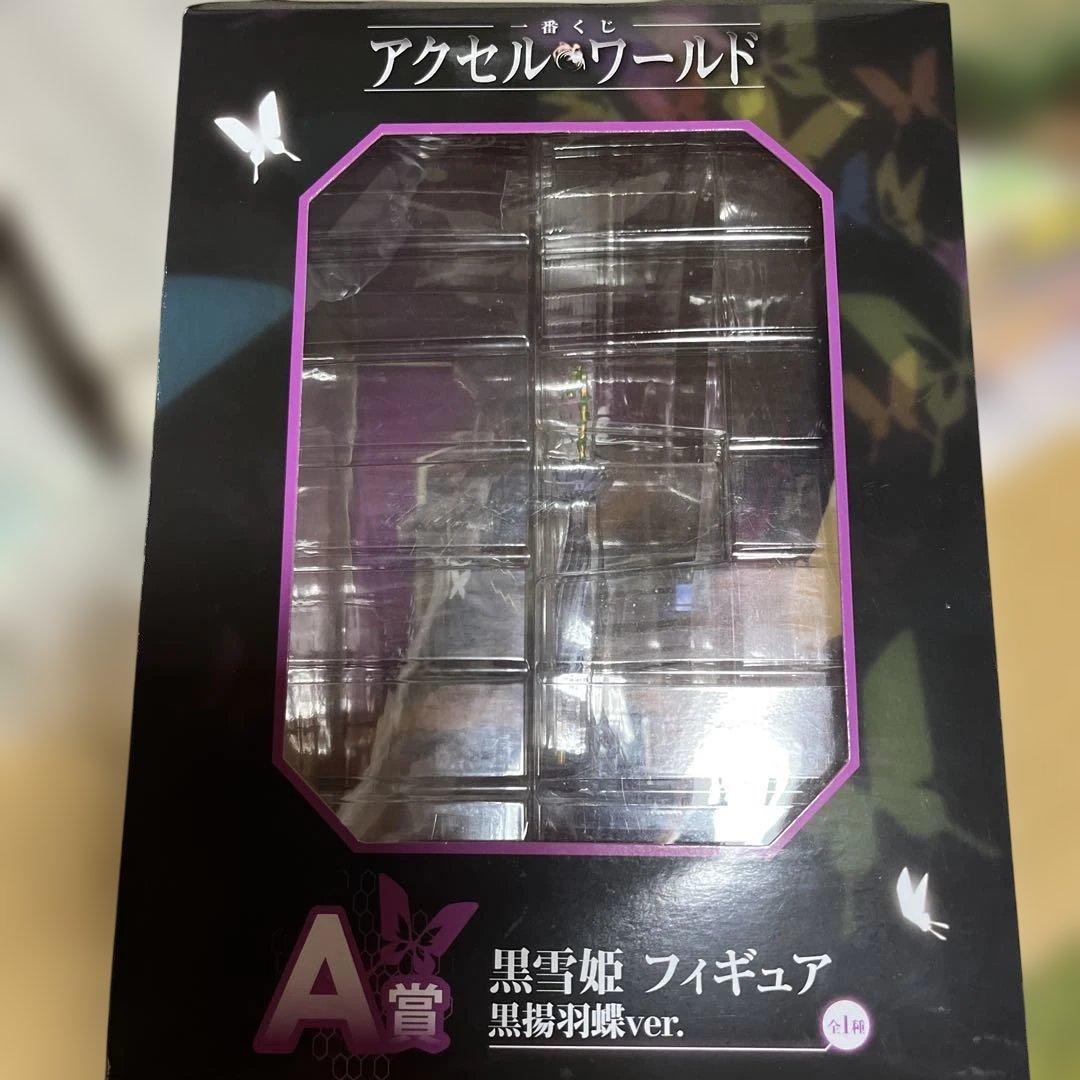 一番くじ
アクセル・ワールド
A賞
黒雪姫 フィギュア
黒揚羽蝶ver.
全1種